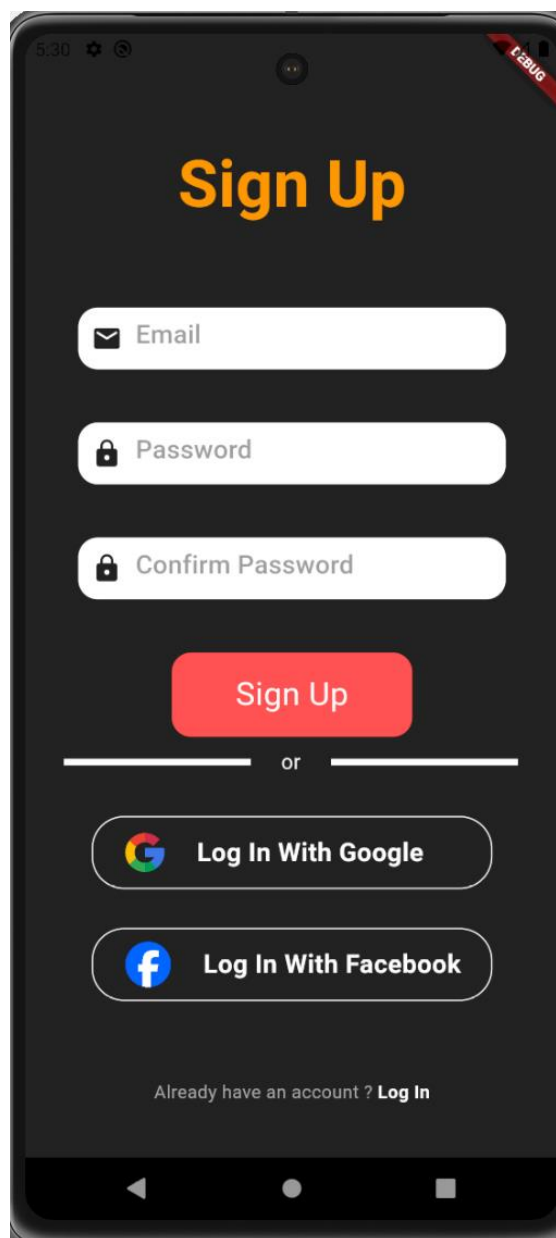 5:30
DEBUG
Sign Up
Email
Password
Confirm Password
Sign Up
or
Log In With Google
Log In With Facebook
Already have an account ? Log In